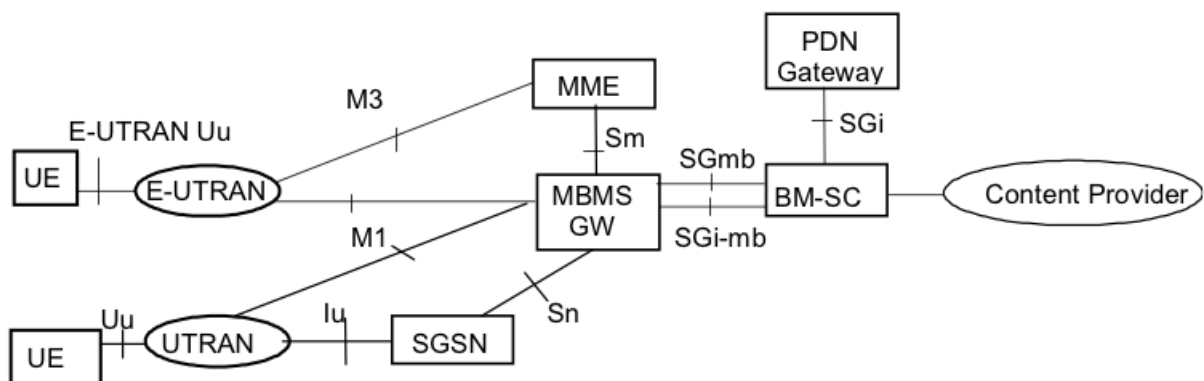 PDN
Gateway
MME
M3
SGi
E-UTRAN Uu
Sm
SGmb
UE
E-UTRAN
MBMS
GW
BM-SC
Content Provider
SGi-mb
M1
Sn
Uu
Iu
UE
UTRAN
SGSN